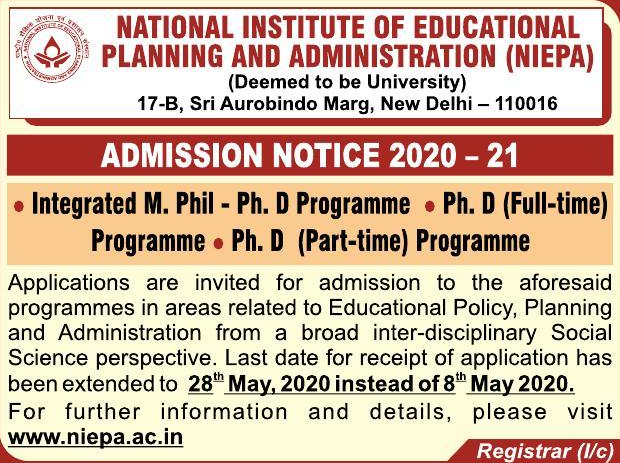 NATIONAL INSTITUTE OF EDUCATIONAL
PLANNING AND ADMINISTRATION (NIEPA)
(Deemed to be University)
17-B, Sri Aurobindo Marg, New Delhi – 110016
ADMISSION NOTICE 2020 – 21
• Integrated M. Phil - Ph. D Programme • Ph. D (Full-time)
Programme • Ph. D (Part-time) Programme
Applications are invited for admission to the aforesaid
programmes in areas related to Educational Policy, Planning
and Administration from a broad inter-disciplinary Social
Science perspective. Last date for receipt of application has
been extended to 28th May, 2020 instead of 8th May 2020.
For further information and details, please visit
www.niepa.ac.in
Registrar (I/c)